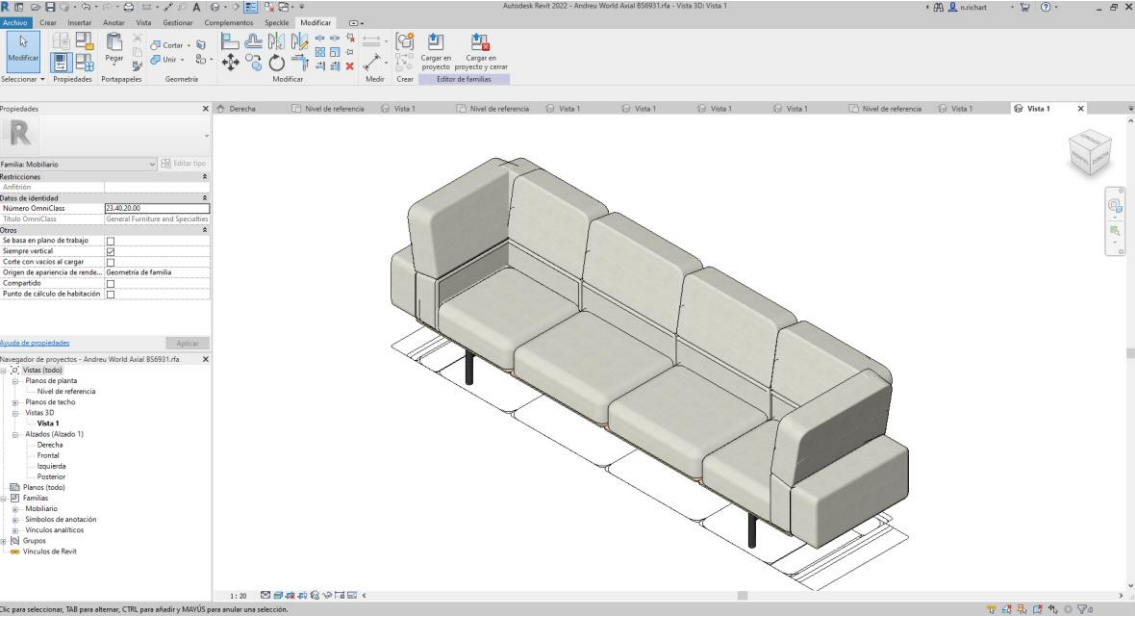 Autodesk Revit 2022 - Andreu World Axial BS6931.rfa - Vista 3D: Vista 1
n.richart
Archivo Crear Insertar Anotar Vista Gestionar Complementos Speckle Modificar
Modificar Pegar Cortar Unir Cargar en proyecto Cargar en proyecto y cerrar
Seleccionar Propiedades Portapapeles Geometría Modificar Medir Crear Editor de familias
Propiedades
Derecha Nivel de referencia Vista 1 Nivel de referencia Vista 1 Vista 1 Vista 1 Vista 1 Nivel de referencia Vista 1 Vista 1
Familia: Mobiliario Editar tipo
Restricciones
Anfitrión
Datos de identidad
Número OmniClass 23.40.20.00
Título OmniClass General Furniture and Specialties
Otros
Se basa en plano de trabajo
Siempre vertical
Corte con vacíos al cargar
Origen de apariencia de rende... Geometría de familia
Compartido
Punto de cálculo de habitación
Ayuda de propiedades Aplicar
Navegador de proyectos - Andreu World Axial BS6931.rfa
Vistas (todo)
Planos de planta
Nivel de referencia
Planos de techo
Vistas 3D
Vista 1
Alzados (Alzado 1)
Derecha
Frontal
Izquierda
Posterior
Planos (todo)
Familias
Mobiliario
Símbolos de anotación
Vínculos analíticos
Grupos
Vínculos de Revit
1 : 20
Clic para seleccionar, TAB para alternar, CTRL para añadir y MAYÚS para anular una selección.
:0